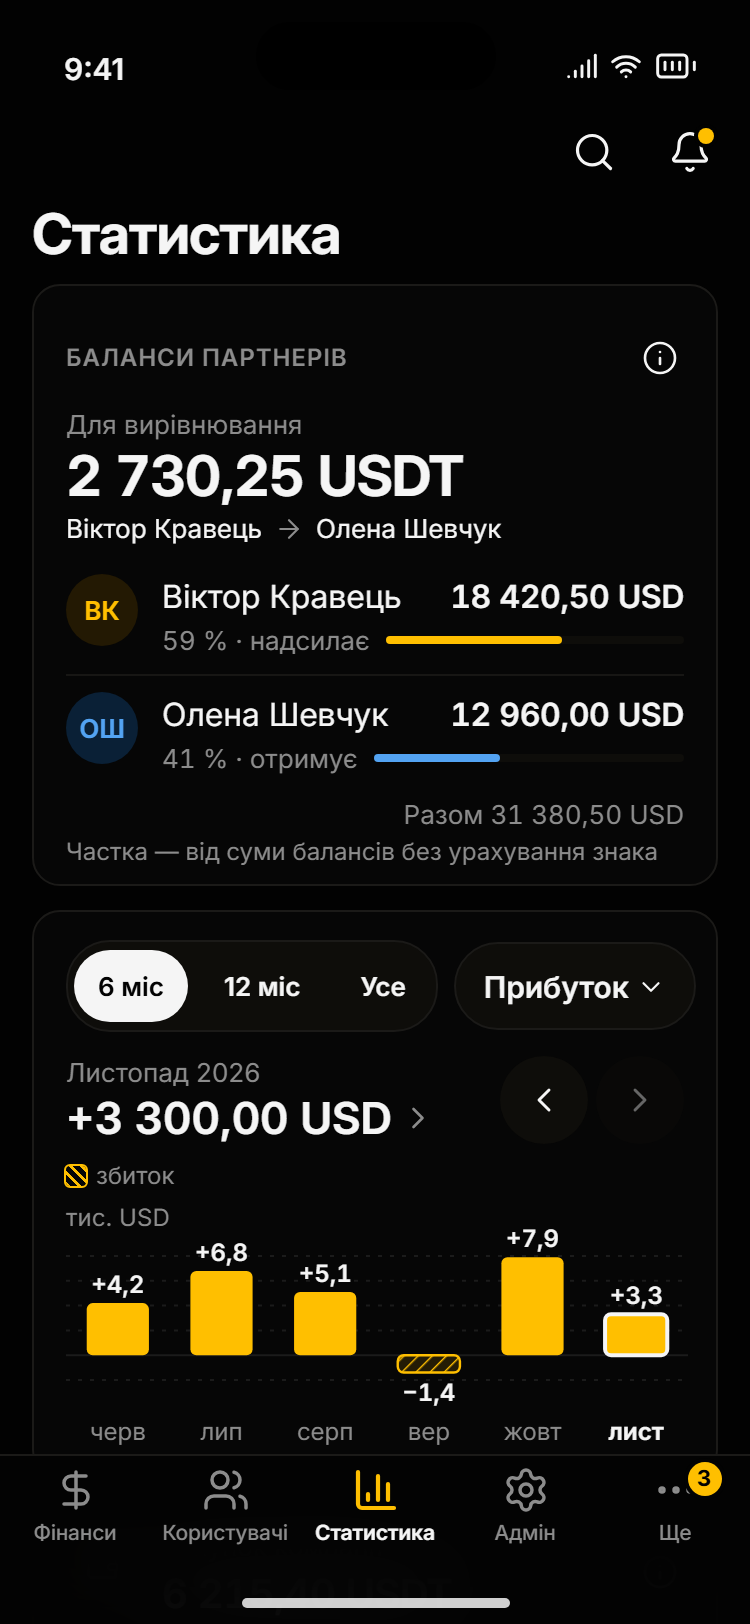 9:41
Статистика
БАЛАНСИ ПАРТНЕРІВ
Для вирівнювання
2 730,25 USDT
Віктор Кравець → Олена Шевчук
ВК Віктор Кравець 18 420,50 USD
59 % · надсилає
ОШ Олена Шевчук 12 960,00 USD
41 % · отримує
Разом 31 380,50 USD
Частка — від суми балансів без урахування знака
6 міс 12 міс Усе Прибуток
Листопад 2026
+3 300,00 USD
збиток
тис. USD
+4,2 +6,8 +5,1 −1,4 +7,9 +3,3
черв лип серп вер жовт лист
3
Фінанси Користувачі Статистика Адмін Ще
6 215,40 USDT